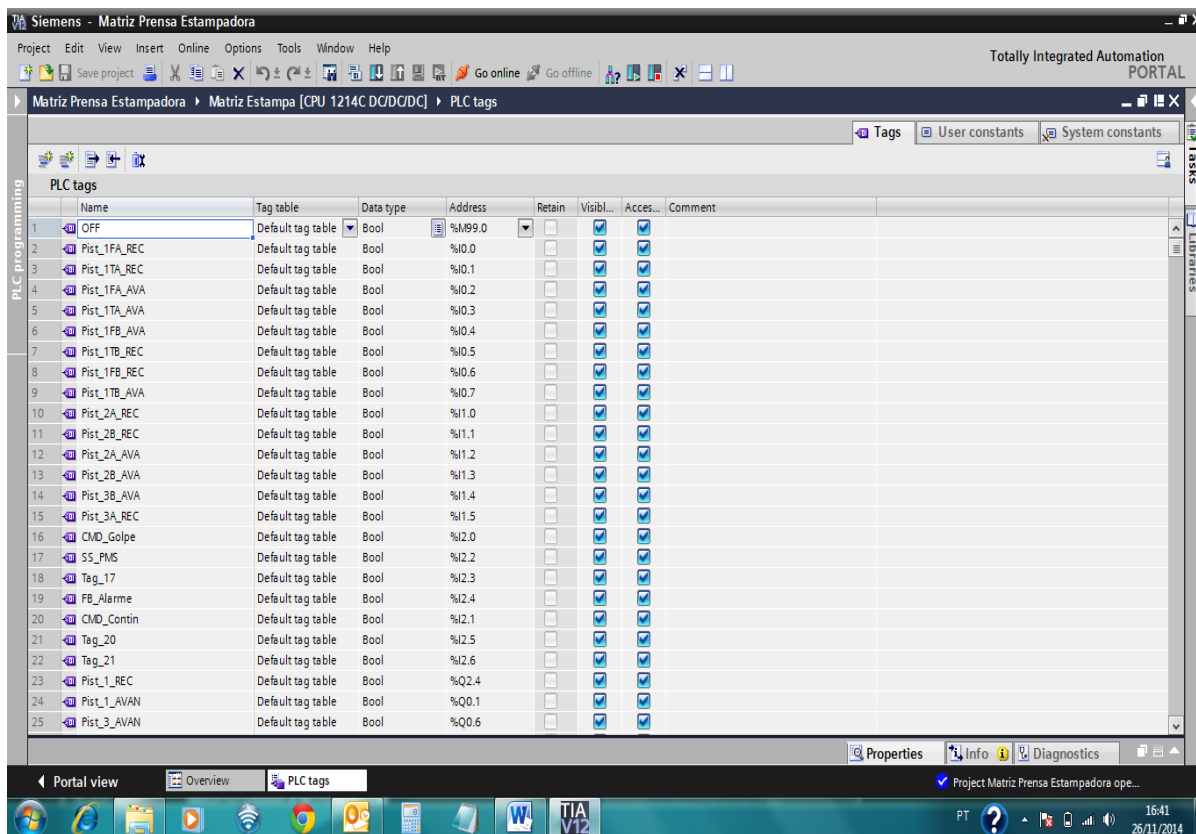 TIA V12 Siemens - Matriz Prensa Estampadora
Project Edit View Insert Online Options Tools Window Help
Totally Integrated Automation
PORTAL
Save project Go online Go offline
Matriz Prensa Estampadora Matriz Estampa [CPU 1214C DC/DC/DC] PLC tags
Tags User constants System constants
Tasks
Libraries
PLC programming
PLC tags
Name Tag table Data type Address Retain Visibl... Acces... Comment
1 OFF Default tag table Bool %M99.0
2 Pist_1FA_REC Default tag table Bool %I0.0
3 Pist_1TA_REC Default tag table Bool %I0.1
4 Pist_1FA_AVA Default tag table Bool %I0.2
5 Pist_1TA_AVA Default tag table Bool %I0.3
6 Pist_1FB_AVA Default tag table Bool %I0.4
7 Pist_1TB_REC Default tag table Bool %I0.5
8 Pist_1FB_REC Default tag table Bool %I0.6
9 Pist_1TB_AVA Default tag table Bool %I0.7
10 Pist_2A_REC Default tag table Bool %I1.0
11 Pist_2B_REC Default tag table Bool %I1.1
12 Pist_2A_AVA Default tag table Bool %I1.2
13 Pist_2B_AVA Default tag table Bool %I1.3
14 Pist_3B_AVA Default tag table Bool %I1.4
15 Pist_3A_REC Default tag table Bool %I1.5
16 CMD_Golpe Default tag table Bool %I2.0
17 SS_PMS Default tag table Bool %I2.2
18 Tag_17 Default tag table Bool %I2.3
19 FB_Alarme Default tag table Bool %I2.4
20 CMD_Contin Default tag table Bool %I2.1
21 Tag_20 Default tag table Bool %I2.5
22 Tag_21 Default tag table Bool %I2.6
23 Pist_1_REC Default tag table Bool %Q2.4
24 Pist_1_AVAN Default tag table Bool %Q0.1
25 Pist_3_AVAN Default tag table Bool %Q0.6
Properties Info Diagnostics
Portal view Overview PLC tags Project Matriz Prensa Estampadora ope...
TIA V12
PT 16:41
26/11/2014